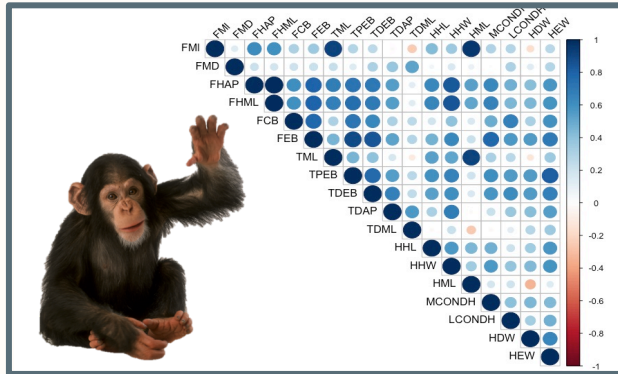 FMI FMD FHAP FHML FCB FEB TML TPEB TDEB TDAP TDML HHL HHW HML MCONDH LCONDH HDW HEW
FMI
FMD
FHAP
FHML
FCB
FEB
TML
TPEB
TDEB
TDAP
TDML
HHL
HHW
HML
MCONDH
LCONDH
HDW
HEW
1
0.8
0.6
0.4
0.2
0
-0.2
-0.4
-0.6
-0.8
-1